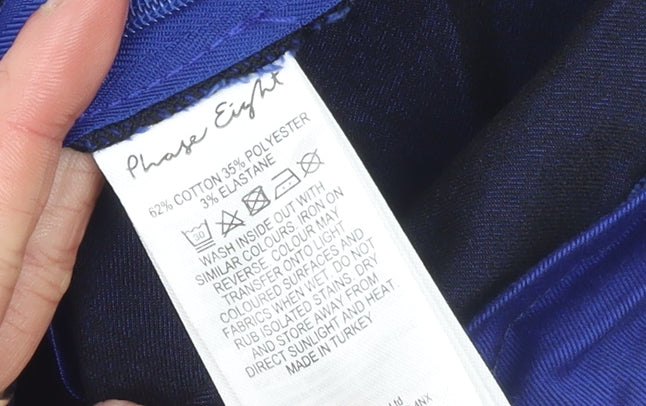 Phase Eight
62% COTTON 35% POLYESTER
3% ELASTANE
30
WASH INSIDE OUT WITH
SIMILAR COLOURS, IRON ON
REVERSE. COLOUR MAY
TRANSFER ONTO LIGHT
COLOURED SURFACES AND
FABRICS WHEN WET. DO NOT
RUB ISOLATED STAINS. DRY
AND STORE AWAY FROM
DIRECT SUNLIGHT AND HEAT.
MADE IN TURKEY